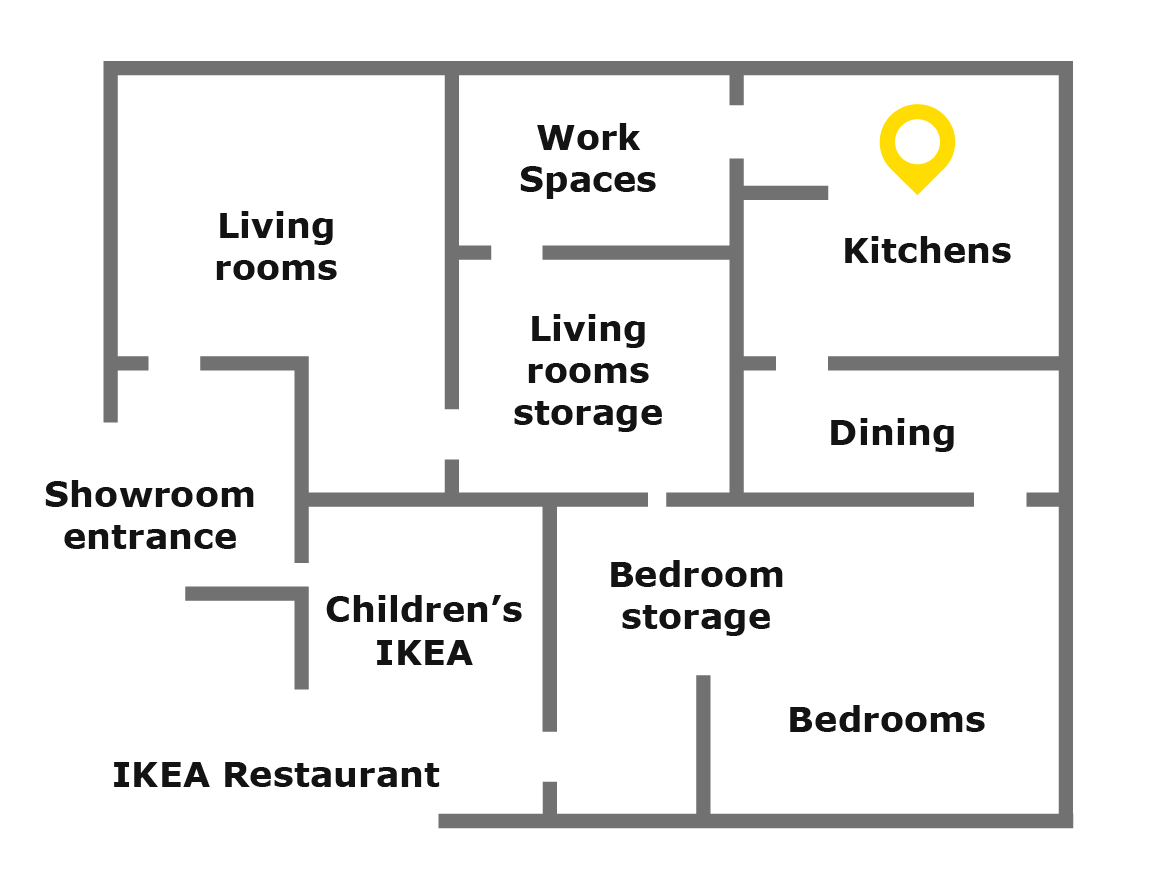 Work
Spaces
Living
rooms
Kitchens
Living
rooms
storage
Dining
Showroom
entrance
Bedroom
storage
Children’s
IKEA
Bedrooms
IKEA Restaurant